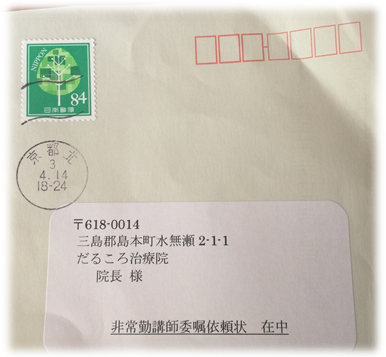 NIPPON
84
日本郵便
京都北
3
4.14
18-24
〒618-0014
三島郡島本町水無瀬 2-1-1
だるころ治療院
院長 様
非常勤講師委嘱依頼状 在中